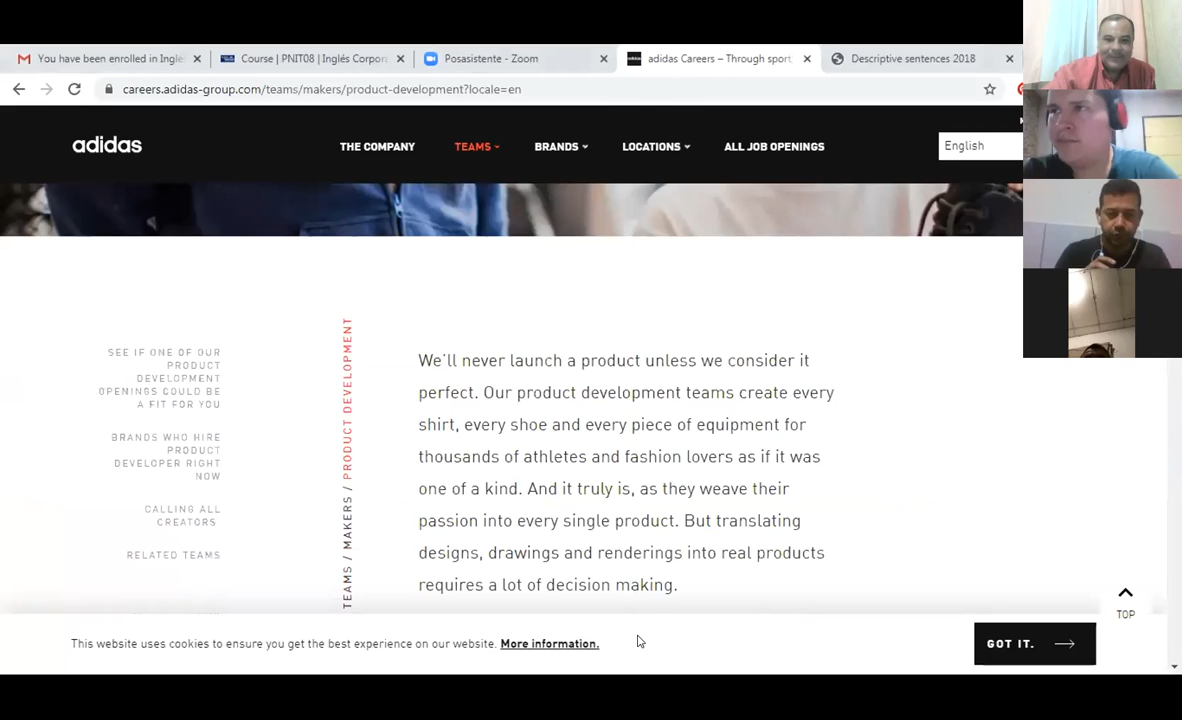 You have been enrolled in Inglé
Course | PNIT08 | Inglés Corpora
Posasistente - Zoom
adidas Careers – Through sport,
Descriptive sentences 2018
careers.adidas-group.com/teams/makers/product-development?locale=en
adidas
THE COMPANY
TEAMS
BRANDS
LOCATIONS
ALL JOB OPENINGS
English
SEE IF ONE OF OUR
PRODUCT
DEVELOPMENT
OPENINGS COULD BE
A FIT FOR YOU
BRANDS WHO HIRE
PRODUCT
DEVELOPER RIGHT
NOW
CALLING ALL
CREATORS
RELATED TEAMS
TEAMS / MAKERS / PRODUCT DEVELOPMENT
We'll never launch a product unless we consider it
perfect. Our product development teams create every
shirt, every shoe and every piece of equipment for
thousands of athletes and fashion lovers as if it was
one of a kind. And it truly is, as they weave their
passion into every single product. But translating
designs, drawings and renderings into real products
requires a lot of decision making.
TOP
This website uses cookies to ensure you get the best experience on our website. More information.
GOT IT.